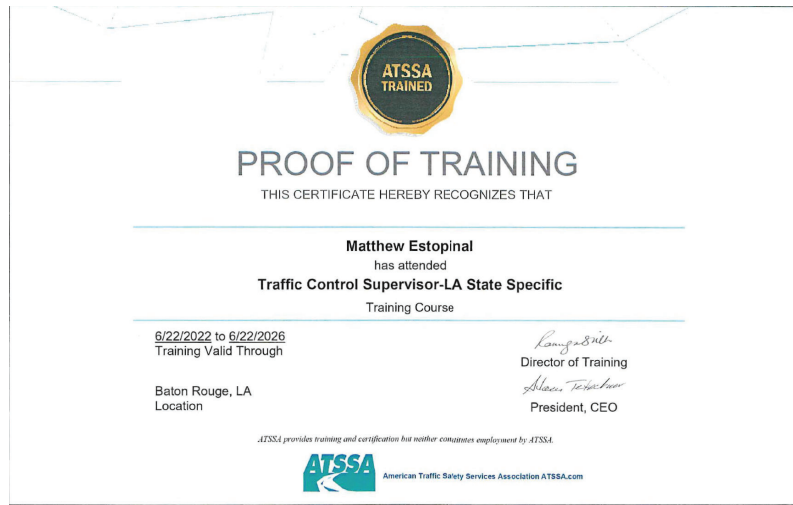 ATSSA
TRAINED
PROOF OF TRAINING
THIS CERTIFICATE HEREBY RECOGNIZES THAT
Matthew Estopinal
has attended
Traffic Control Supervisor-LA State Specific
Training Course
6/22/2022 to 6/22/2026
Training Valid Through
Director of Training
Baton Rouge, LA
Location
President, CEO
ATSSA provides training and certification but neither constitutes employment by ATSSA.
ATSSA
American Traffic Safety Services Association ATSSA.com